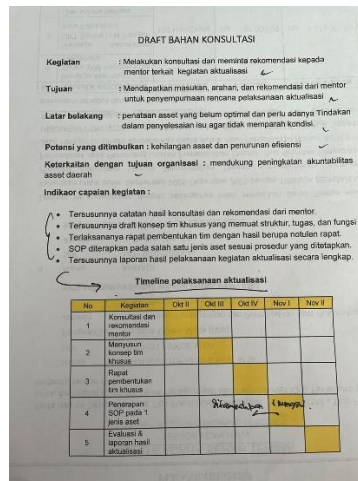 DRAFT BAHAN KONSULTASI
Kegiatan : Melakukan konsultasi dan meminta rekomendasi kepada
mentor terkait kegiatan aktualisasi
Tujuan : Mendapatkan masukan, arahan, dan rekomendasi dari mentor
untuk penyempurnaan rencana pelaksanaan aktualisasi
Latar belakang : penataan asset yang belum optimal dan perlu adanya Tindakan
dalam penyelesaian isu agar tidak memparah kondisi.
Potensi yang ditimbulkan : kehilangan asset dan penurunan efisiensi
Keterkaitan dengan tujuan organisasi : mendukung peningkatan akuntabilitas
asset daerah
Indikaor capaian kegiatan :
• Tersusunnya catatan hasil konsultasi dan rekomendasi dari mentor.
• Tersusunnya draft konsep tim khusus yang memuat struktur, tugas, dan fungsi
• Terlaksananya rapat pembentukan tim dengan hasil berupa notulen rapat.
• SOP diterapkan pada salah satu jenis aset sesuai prosedur yang ditetapkan.
• Tersusunnya laporan hasil pelaksanaan kegiatan aktualisasi secara lengkap.
Timeline pelaksanaan aktualisasi
No Kegiatan Okt II Okt III Okt IV Nov I Nov II
1 Konsultasi dan
rekomendasi
mentor
2 Menyusun
konsep tim
khusus
3 Rapat
pembentukan
tim khusus
4 Penerapan
SOP pada 1
jenis aset
5 Evaluasi &
laporan hasil
aktualisasi